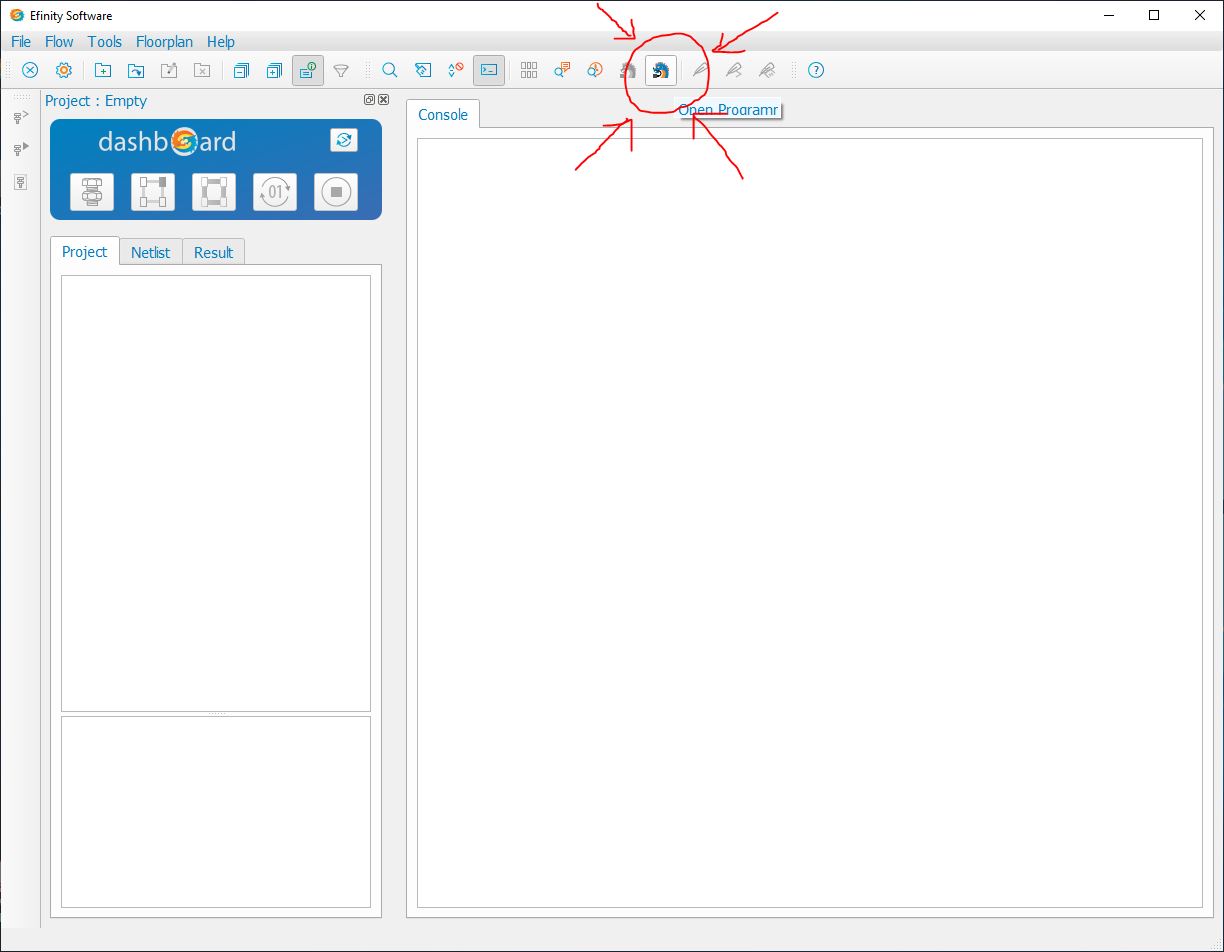 Efinity Software
File Flow Tools Floorplan Help
Project : Empty
dashboard
01
Project Netlist Result
Console
Open Programr